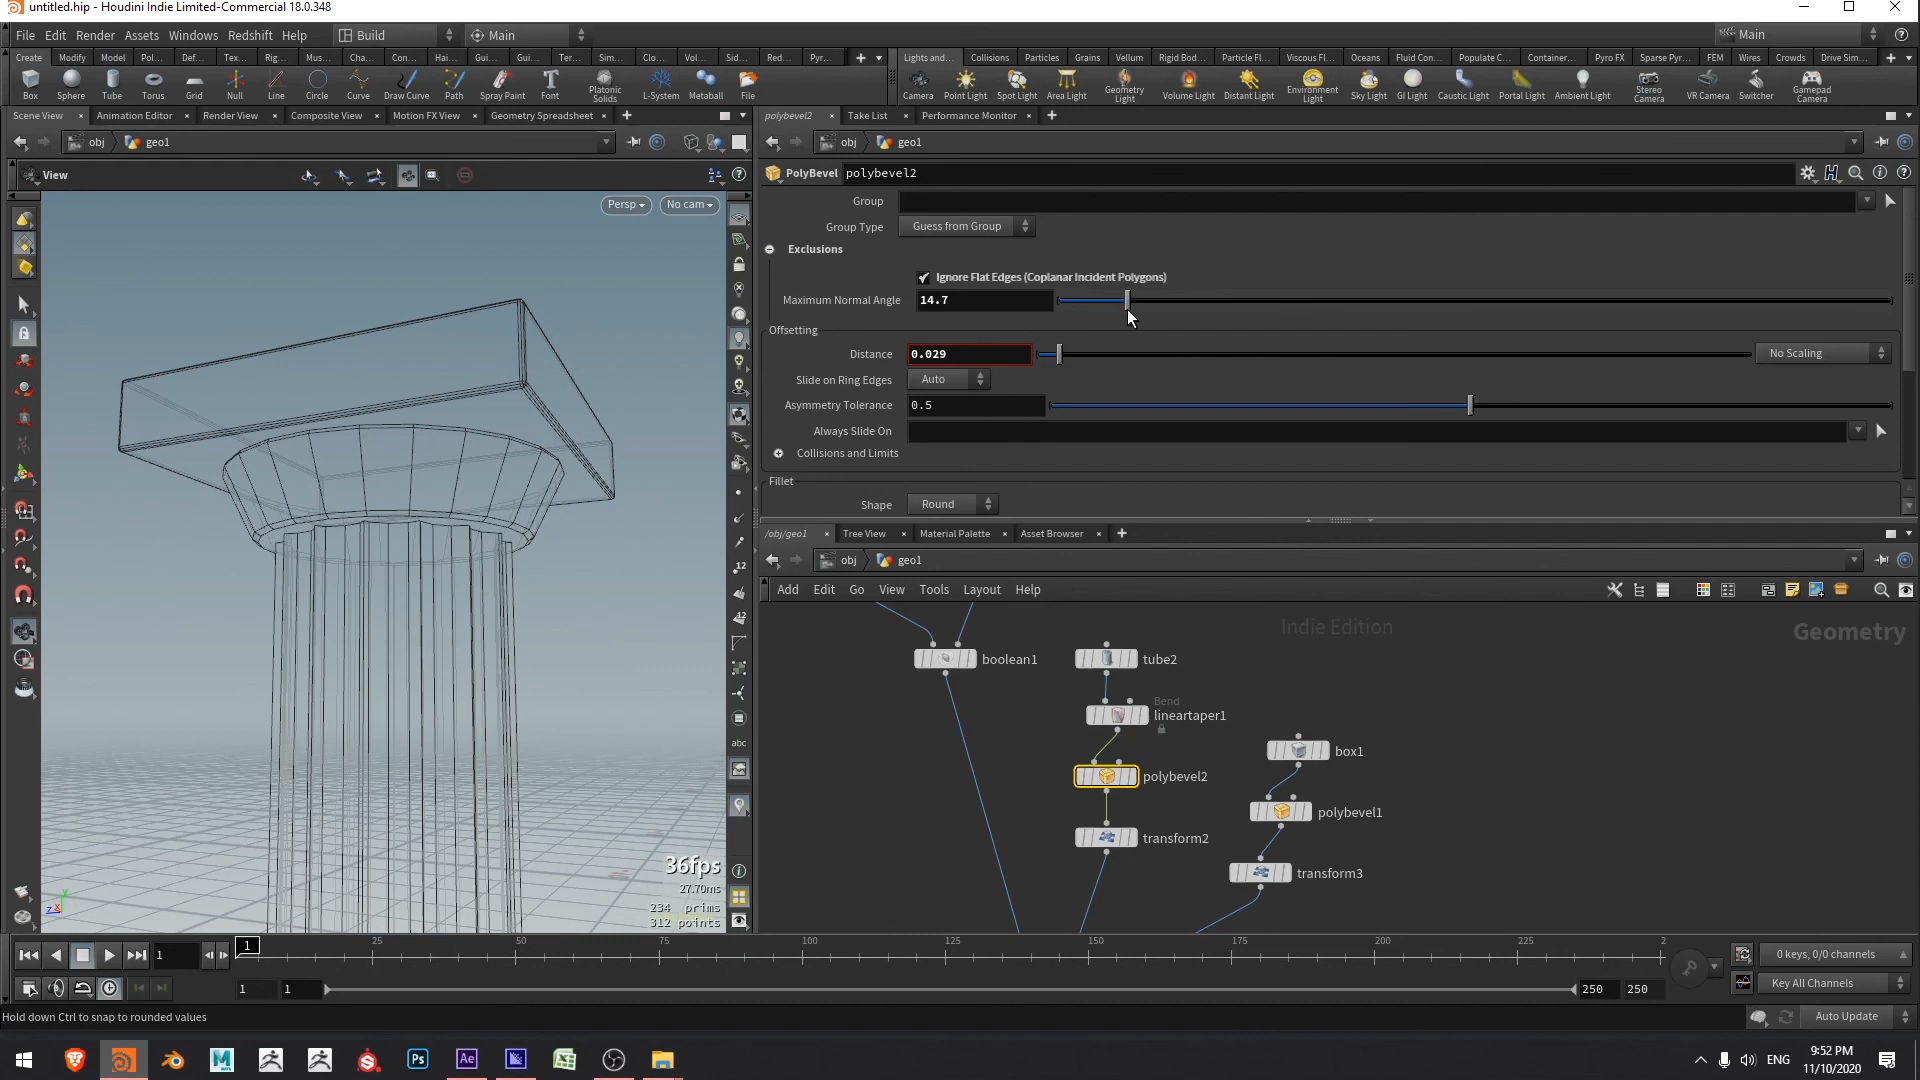 untitled.hip - Houdini Indie Limited-Commercial 18.0.348
File Edit Render Assets Windows Redshift Help Build Main Main
Create Modify Model Pol... Def... Tex... Rig... Mus... Cha... Con... Hai... Gui... Gui... Ter... Sim... Clo... Vol... Sid... Red... Pyr...
Lights and... Collisions Particles Grains Vellum Rigid Bod... Particle Fl... Viscous Fl... Oceans Fluid Con... Populate C... Container... Pyro FX Sparse Pyr... FEM Wires Crowds Drive Sim...
Box Sphere Tube Torus Grid Null Line Circle Curve Draw Curve Path Spray Paint Font Platonic Solids L-System Metaball File
Camera Point Light Spot Light Area Light Geometry Light Volume Light Distant Light Environment Light Sky Light GI Light Caustic Light Portal Light Ambient Light Stereo Camera VR Camera Switcher Gamepad Camera
Scene View Animation Editor Render View Composite View Motion FX View Geometry Spreadsheet
polybevel2 Take List Performance Monitor
obj geo1
obj geo1
View
PolyBevel polybevel2
Persp No cam
Group
Group Type Guess from Group
Exclusions
Ignore Flat Edges (Coplanar Incident Polygons)
Maximum Normal Angle 14.7
Offsetting
Distance 0.029 No Scaling
Slide on Ring Edges Auto
Asymmetry Tolerance 0.5
Always Slide On
Collisions and Limits
Fillet
Shape Round
/obj/geo1 Tree View Material Palette Asset Browser
obj geo1
Add Edit Go View Tools Layout Help
Indie Edition
Geometry
boolean1
tube2
Bend
lineartaper1
box1
polybevel2
polybevel1
transform2
transform3
12
12
abc
36fps
27.70ms
234 prims
312 points
z x y
1 1 25 50 75 100 125 150 175 200 225 2
0 keys, 0/0 channels
1 1 250 250
Key All Channels
Hold down Ctrl to snap to rounded values
Auto Update
Ps Ae
ENG
9:52 PM
11/10/2020